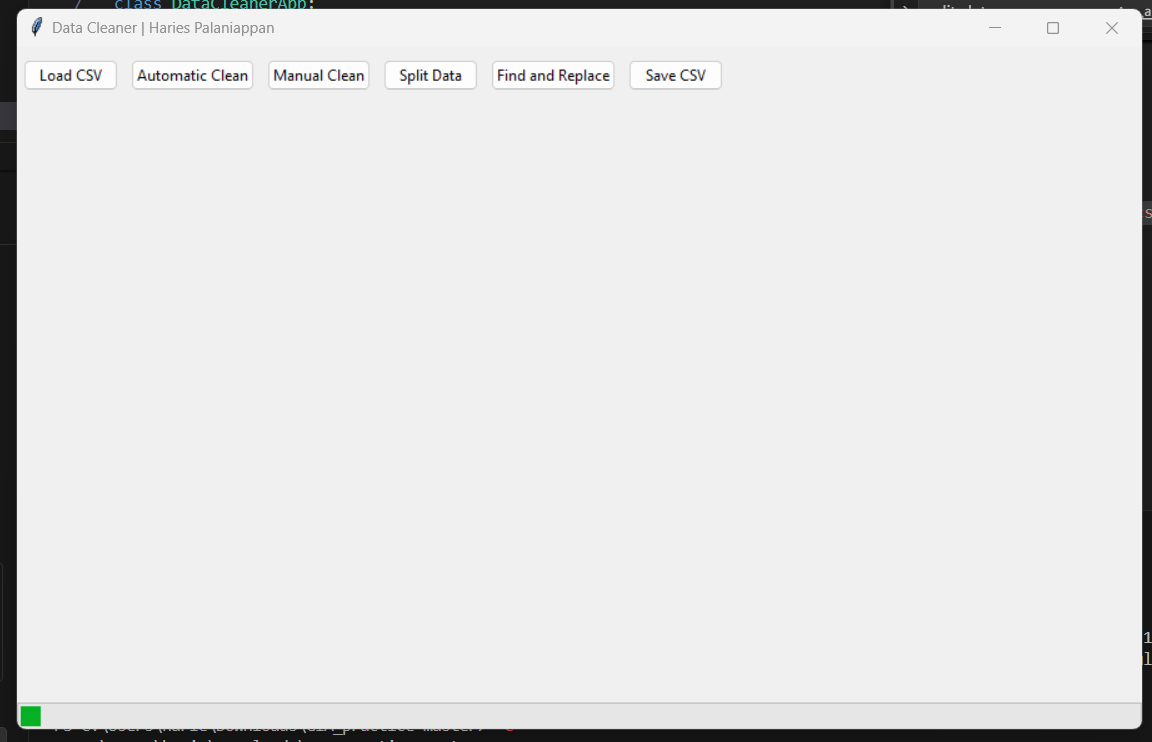 class DataCleanerApp:
Data Cleaner | Haries Palaniappan
Load CSV
Automatic Clean
Manual Clean
Split Data
Find and Replace
Save CSV